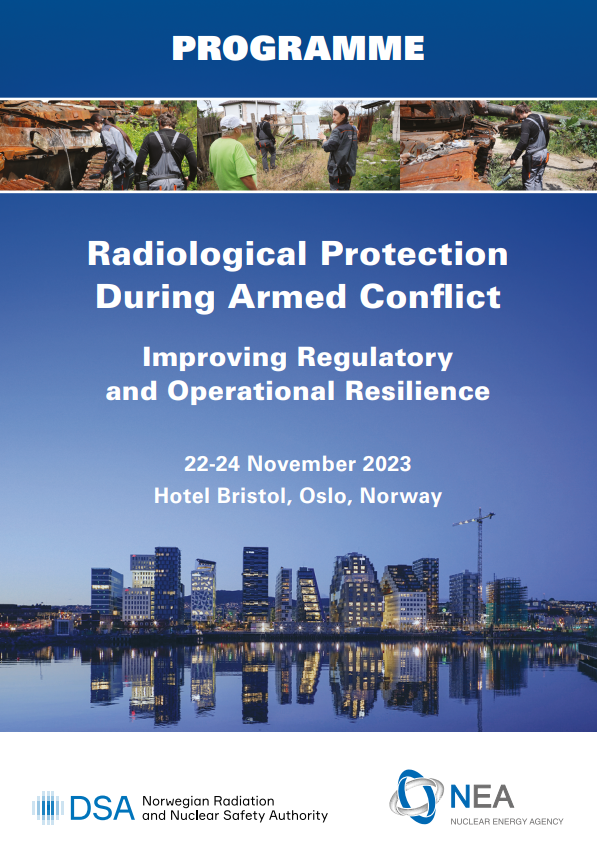 PROGRAMME
Radiological Protection
During Armed Conflict
Improving Regulatory
and Operational Resilience
22-24 November 2023
Hotel Bristol, Oslo, Norway
DSA
Norwegian Radiation
and Nuclear Safety Authority
NEA
NUCLEAR ENERGY AGENCY